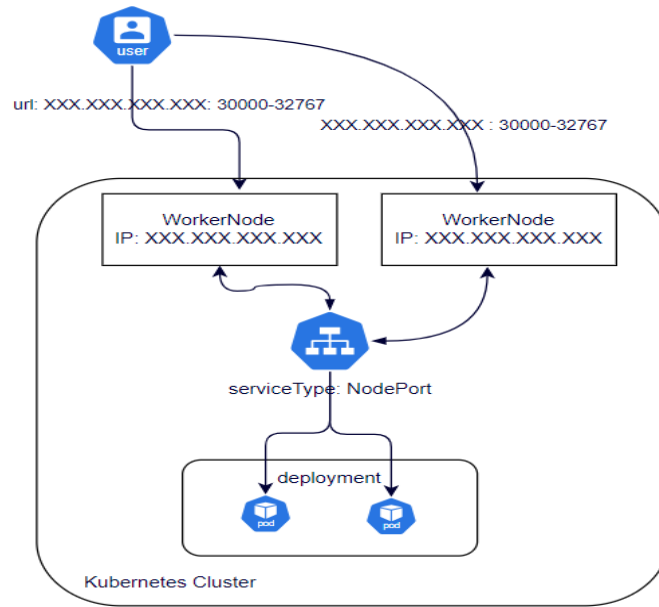 user
url: XXX.XXX.XXX.XXX: 30000-32767
XXX.XXX.XXX.XXX : 30000-32767
WorkerNode
IP: XXX.XXX.XXX.XXX
WorkerNode
IP: XXX.XXX.XXX.XXX
serviceType: NodePort
deployment
pod
pod
Kubernetes Cluster